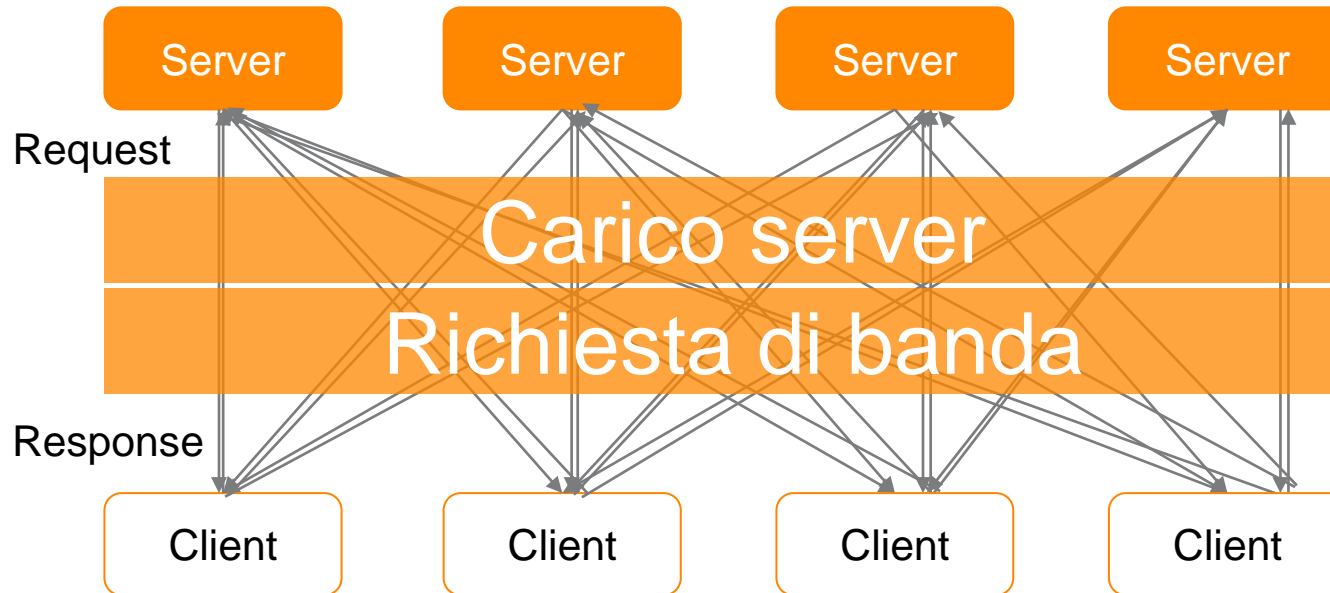 Server Server Server Server
Request
Carico server
Richiesta di banda
Response
Client Client Client Client